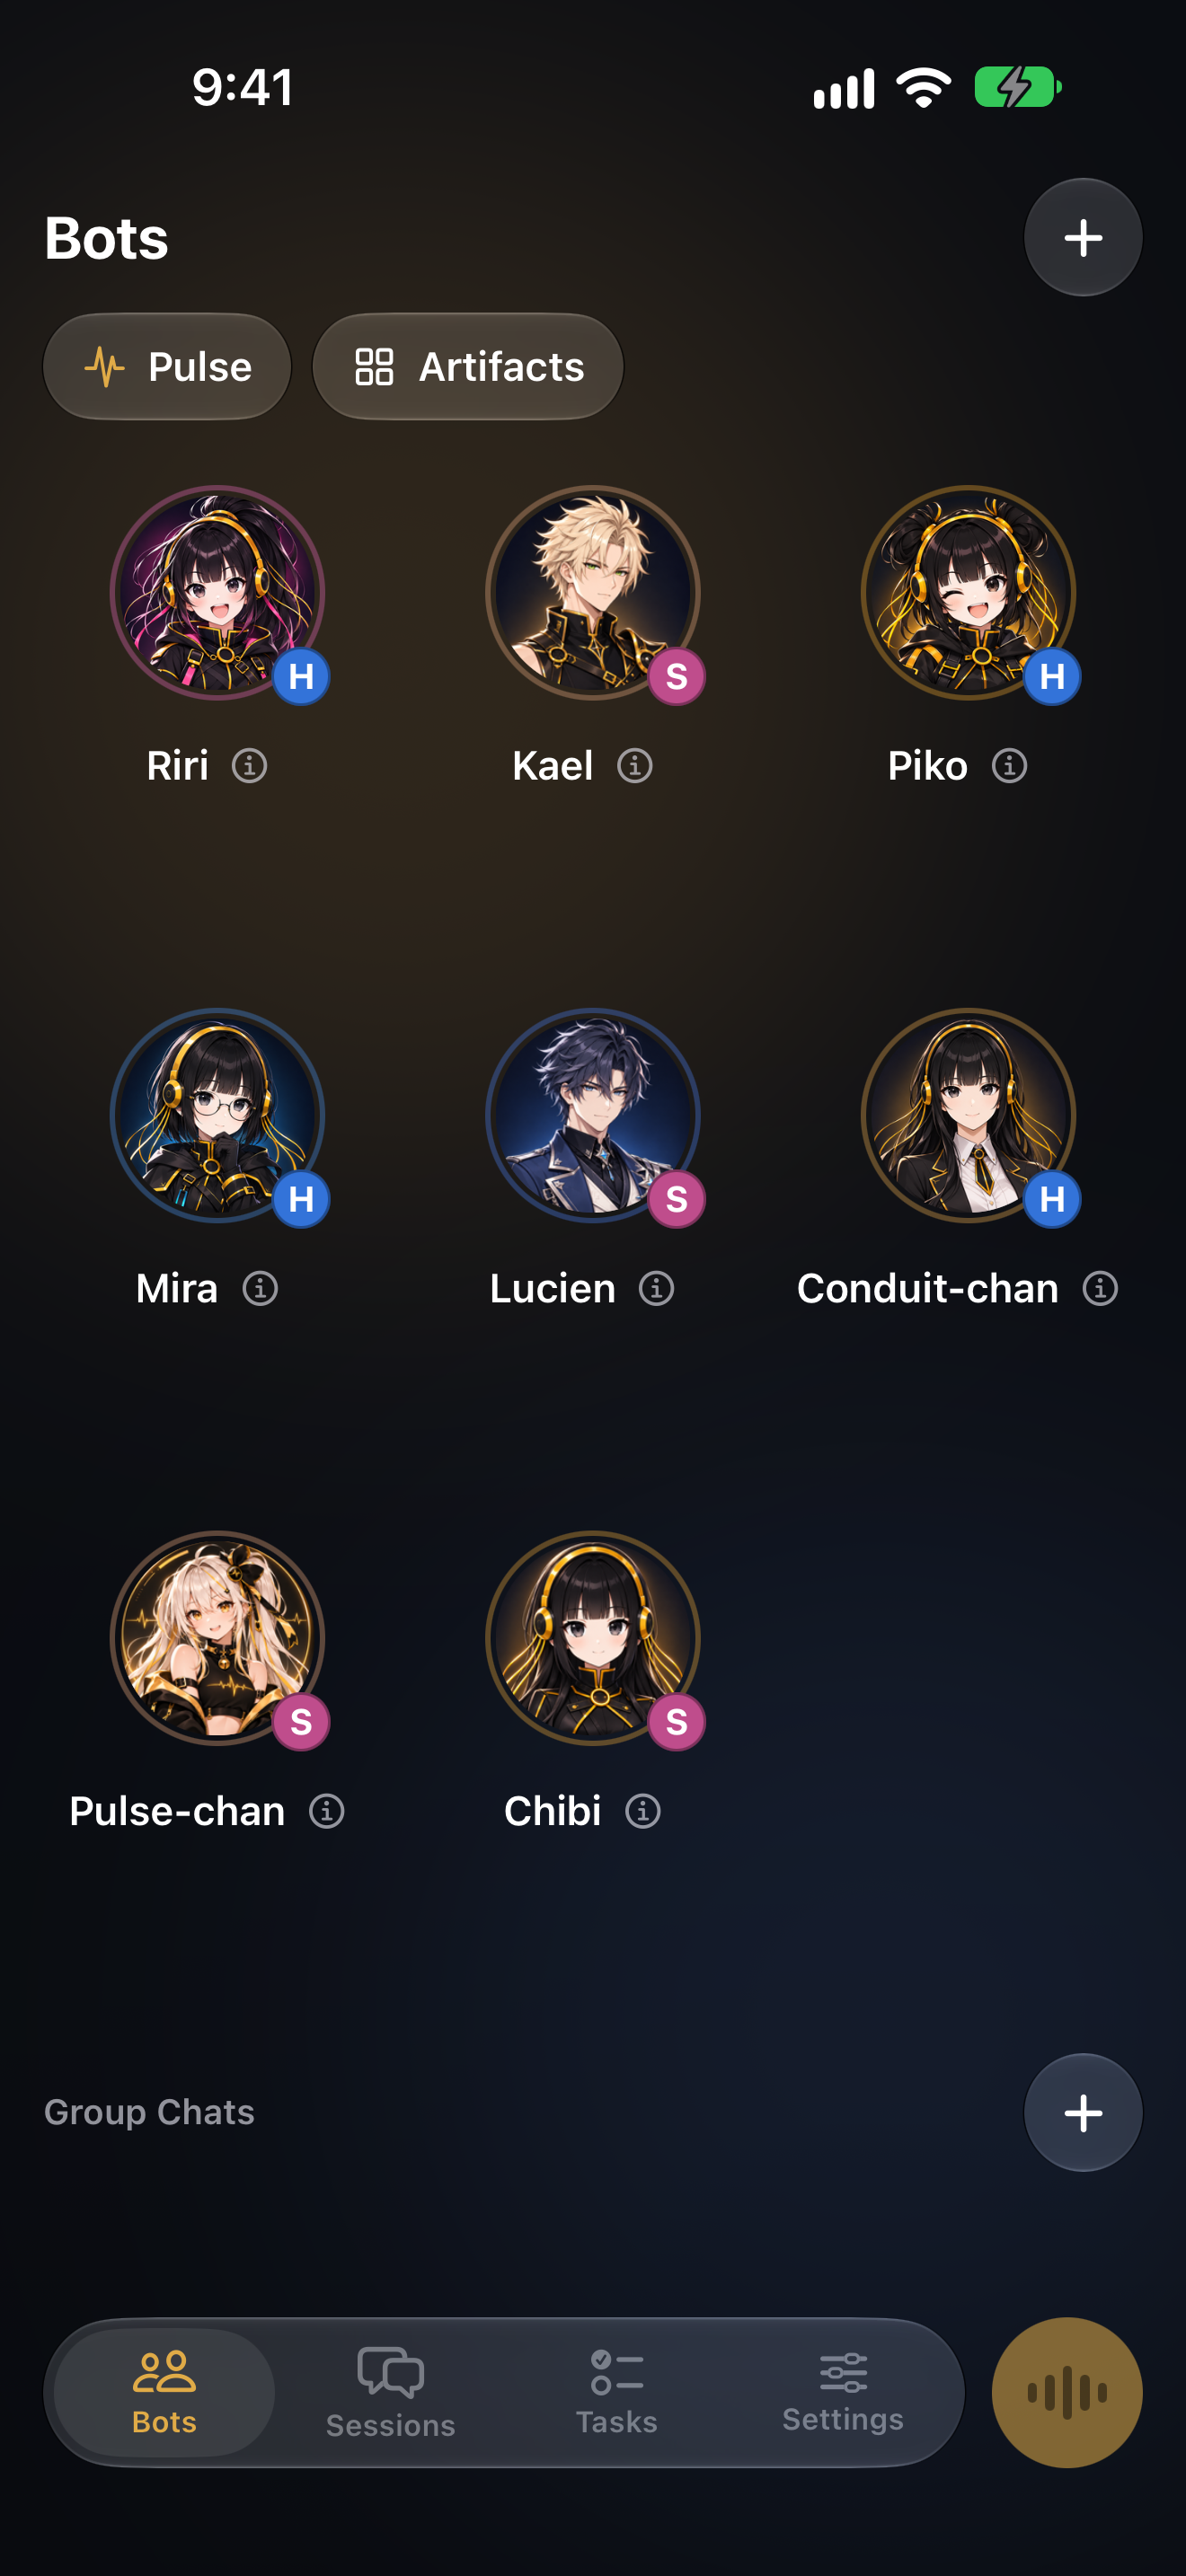 9:41
Bots
Pulse
Artifacts
H
S
H
Riri
Kael
Piko
H
S
H
Mira
Lucien
Conduit-chan
S
S
Pulse-chan
Chibi
Group Chats
Bots
Sessions
Tasks
Settings